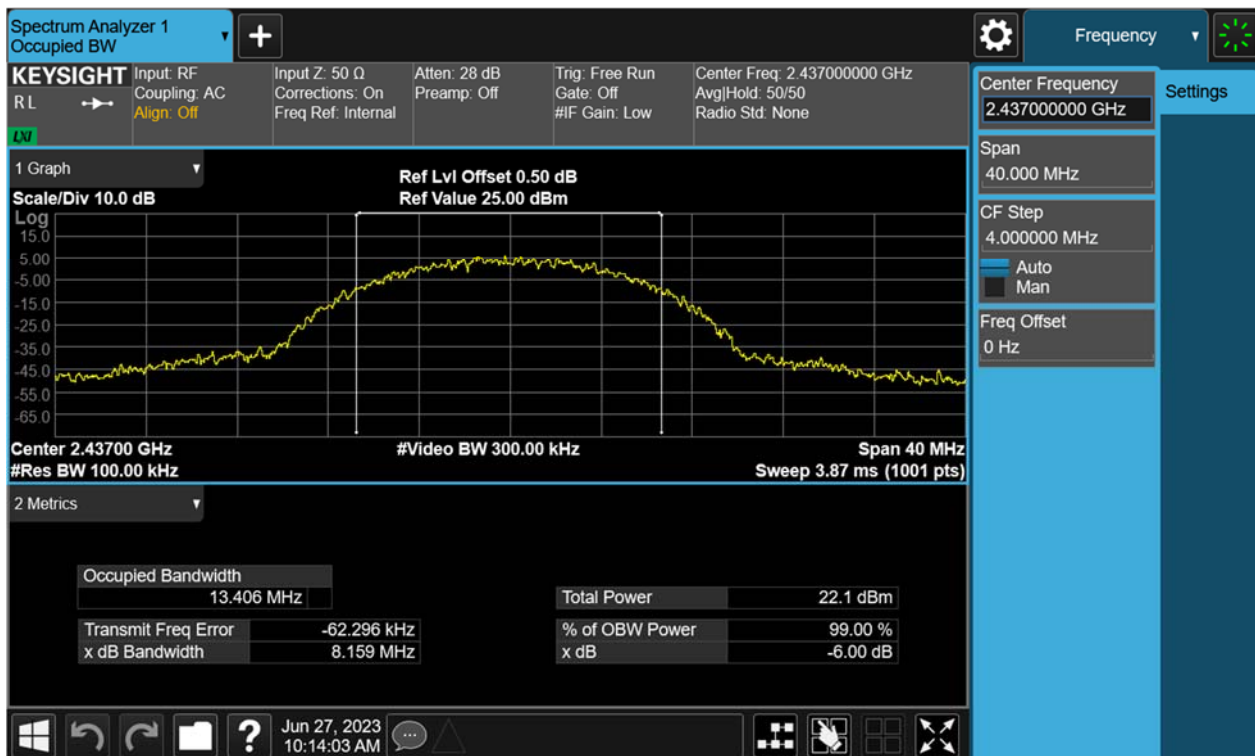 Spectrum Analyzer 1
Occupied BW
Frequency
KEYSIGHT
R L
LXI
Input: RF
Coupling: AC
Align: Off
Input Z: 50 Ω
Corrections: On
Freq Ref: Internal
Atten: 28 dB
Preamp: Off
Trig: Free Run
Gate: Off
#IF Gain: Low
Center Freq: 2.437000000 GHz
Avg|Hold: 50/50
Radio Std: None
1 Graph
Scale/Div 10.0 dB
Ref Lvl Offset 0.50 dB
Ref Value 25.00 dBm
Log
15.0
5.00
-5.00
-15.0
-25.0
-35.0
-45.0
-55.0
-65.0
Center 2.43700 GHz
#Video BW 300.00 kHz
Span 40 MHz
#Res BW 100.00 kHz
Sweep 3.87 ms (1001 pts)
2 Metrics
Occupied Bandwidth
13.406 MHz
Total Power 22.1 dBm
Transmit Freq Error -62.296 kHz
% of OBW Power 99.00 %
x dB Bandwidth 8.159 MHz
x dB -6.00 dB
Jun 27, 2023
10:14:03 AM
Center Frequency
2.437000000 GHz
Settings
Span
40.000 MHz
CF Step
4.000000 MHz
Auto
Man
Freq Offset
0 Hz